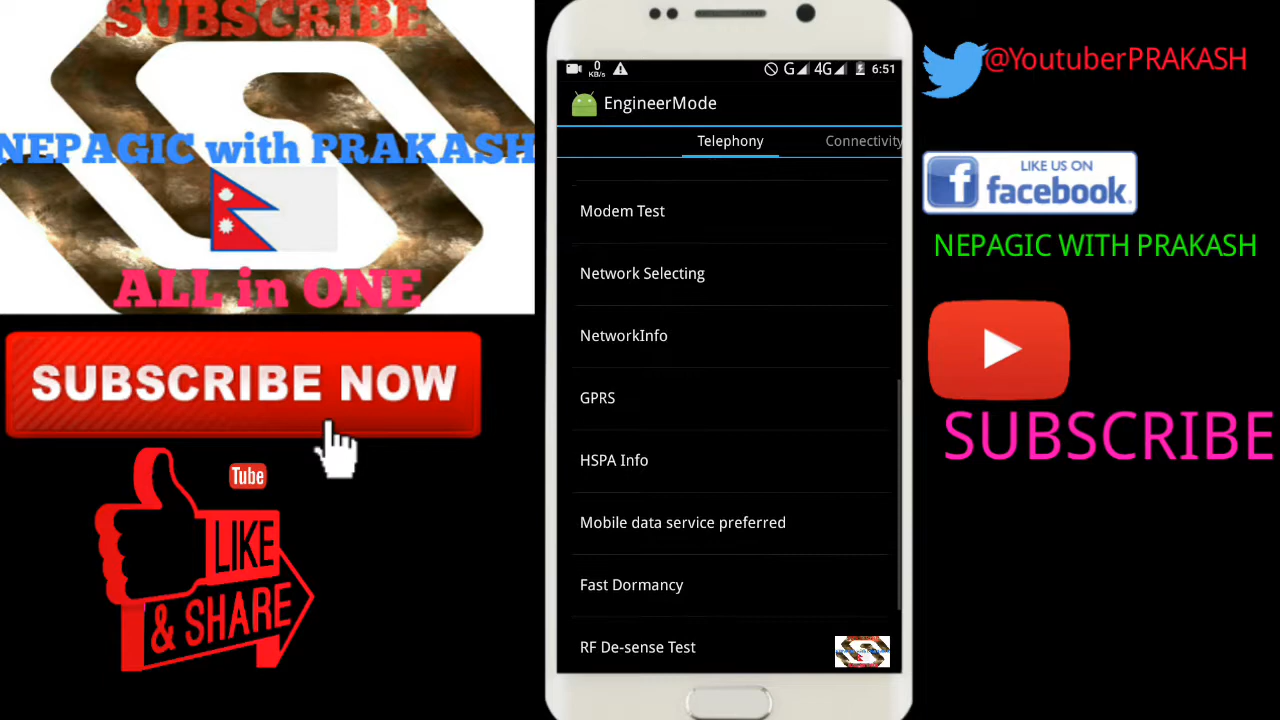 SUBSCRIBE
NEPAGIC with PRAKASH
ALL in ONE
SUBSCRIBE NOW
Tube
LIKE
& SHARE
0
KB/s
G
4G
6:51
EngineerMode
Telephony
Connectivity
Modem Test
Network Selecting
NetworkInfo
GPRS
HSPA Info
Mobile data service preferred
Fast Dormancy
RF De-sense Test
@YoutuberPRAKASH
LIKE US ON
f facebook
NEPAGIC WITH PRAKASH
SUBSCRIBE